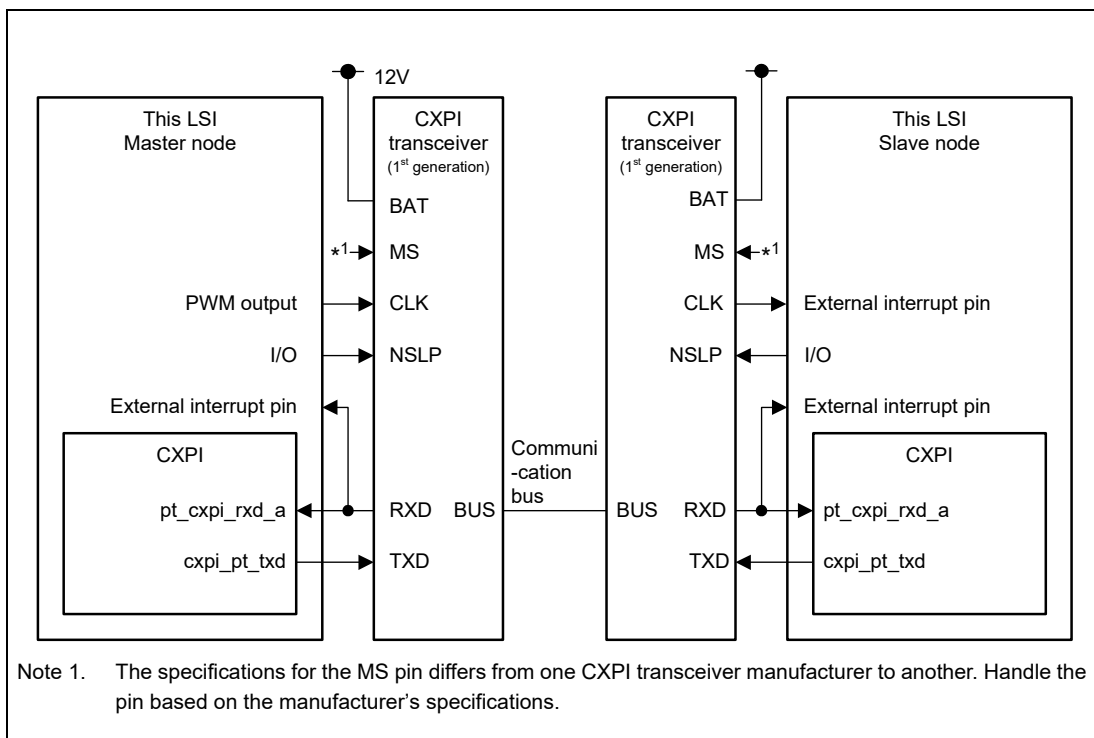 12V
This LSI
Master node
CXPI
transceiver
(1st generation)
CXPI
transceiver
(1st generation)
This LSI
Slave node
BAT
BAT
*1
MS
MS
*1
PWM output
CLK
CLK
External interrupt pin
I/O
NSLP
NSLP
I/O
External interrupt pin
External interrupt pin
CXPI
Communi
-cation
bus
CXPI
pt_cxpi_rxd_a
RXD
BUS
BUS
RXD
pt_cxpi_rxd_a
cxpi_pt_txd
TXD
TXD
cxpi_pt_txd
Note 1. The specifications for the MS pin differs from one CXPI transceiver manufacturer to another. Handle the
pin based on the manufacturer’s specifications.